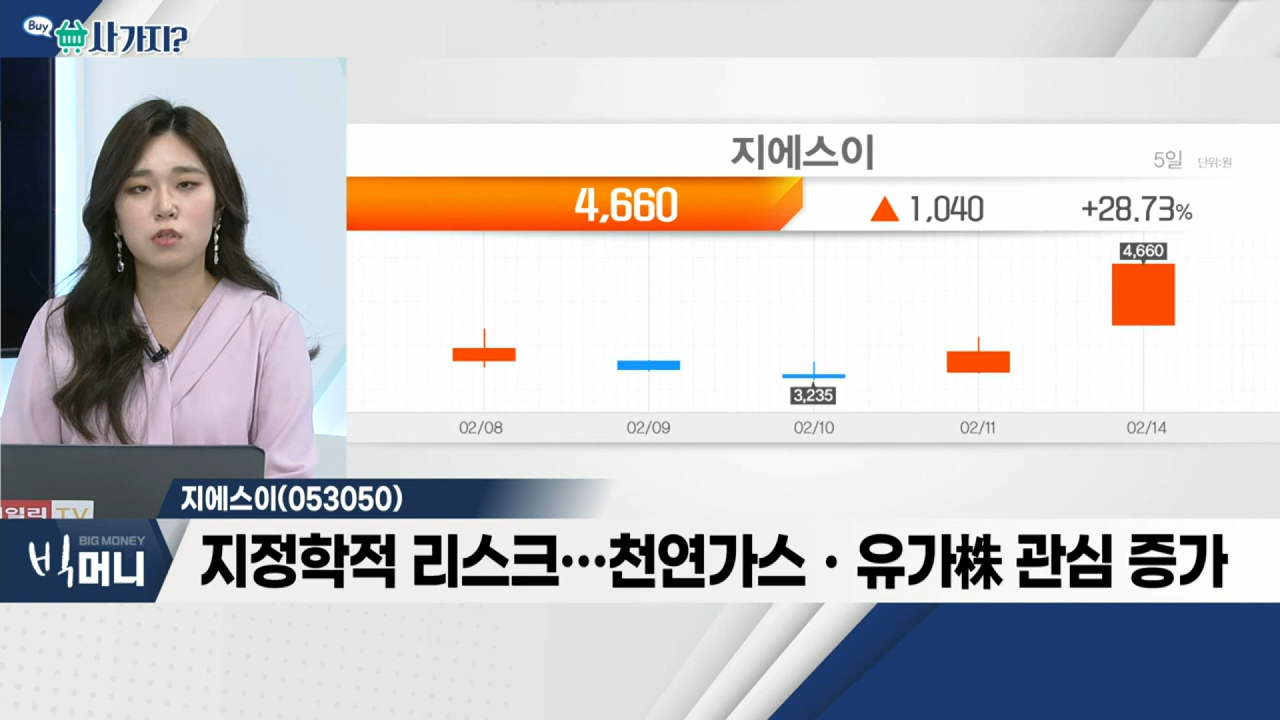 Buy
사 가지?
지에스이
5일 단위:원
4,660
▲ 1,040
+28.73%
4,660
3,235
02/08 02/09 02/10 02/11 02/14
지에스이(053050)
일리 TV
BIG MONEY
빅머니
지정학적 리스크…천연가스·유가株 관심 증가